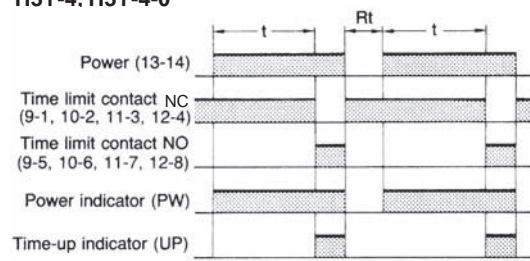 H3Y-4, H3Y-4-0
t Rt t
Power (13-14)
Time limit contact NC
(9-1, 10-2, 11-3, 12-4)
Time limit contact NO
(9-5, 10-6, 11-7, 12-8)
Power indicator (PW)
Time-up indicator (UP)